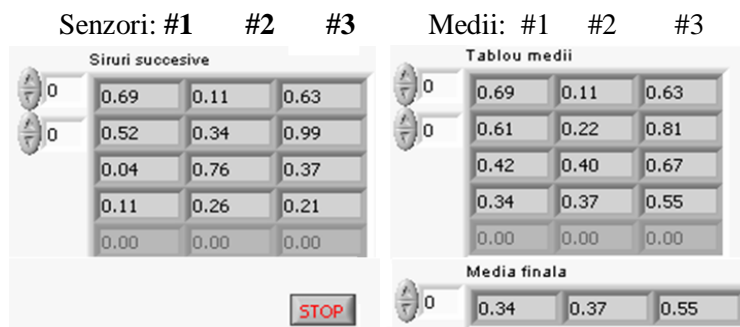 Senzori: #1 #2 #3 Medii: #1 #2 #3
Siruri succesive Tablou medii
0 0.69 0.11 0.63 0 0.69 0.11 0.63
0 0.52 0.34 0.99 0 0.61 0.22 0.81
0.04 0.76 0.37 0.42 0.40 0.67
0.11 0.26 0.21 0.34 0.37 0.55
0.00 0.00 0.00 0.00 0.00 0.00
Media finala
STOP 0 0.34 0.37 0.55